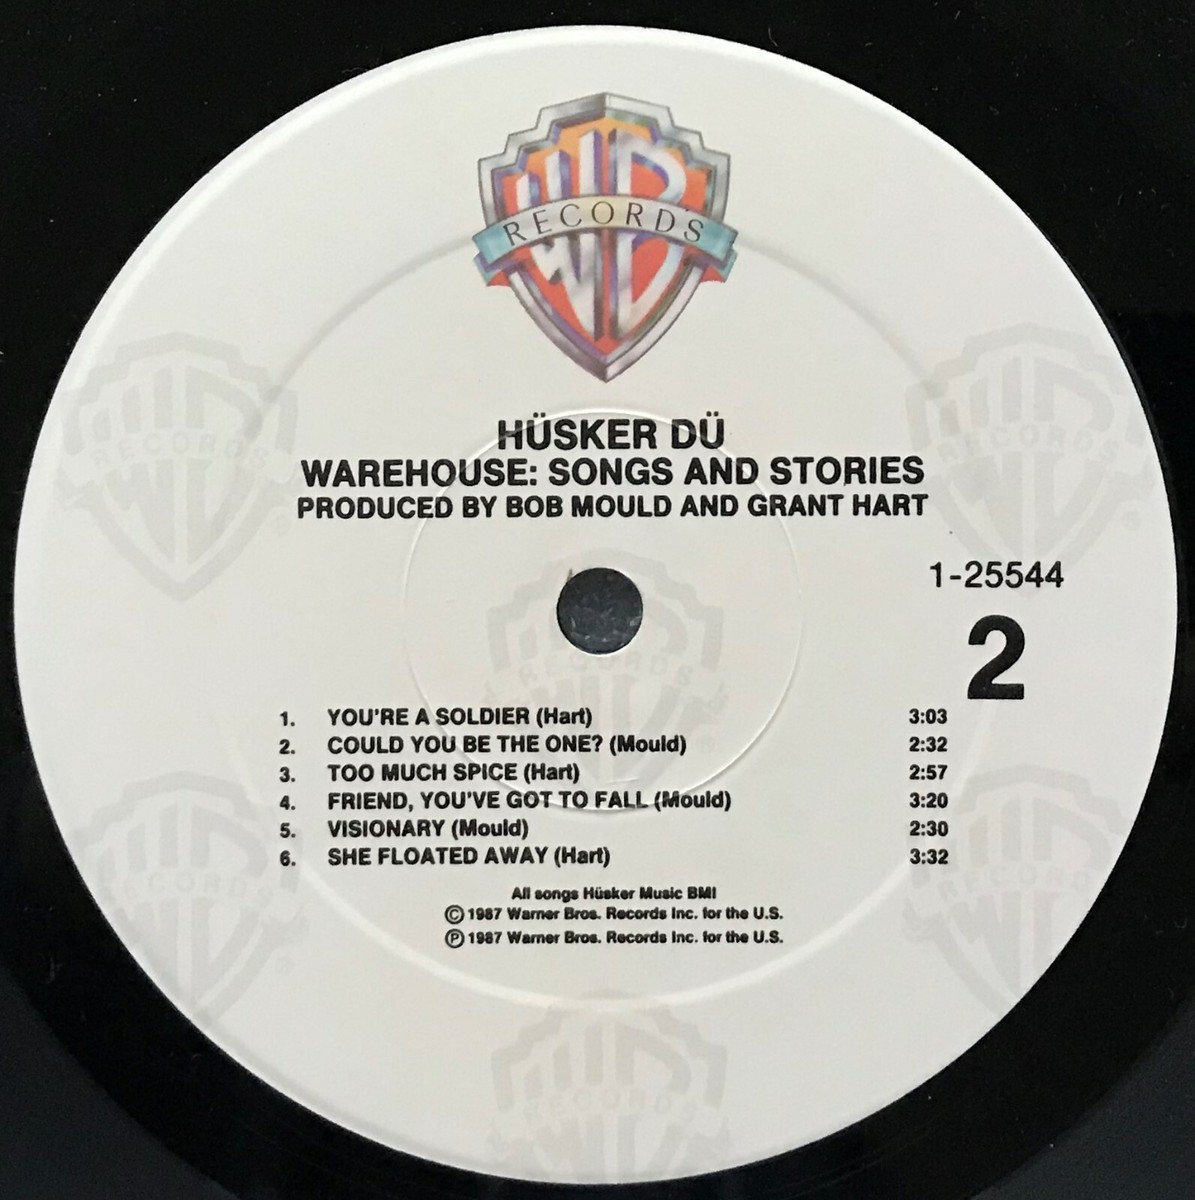 WB
RECORDS
HÜSKER DÜ
WAREHOUSE: SONGS AND STORIES
PRODUCED BY BOB MOULD AND GRANT HART
1-25544
2
1. YOU'RE A SOLDIER (Hart) 3:03
2. COULD YOU BE THE ONE? (Mould) 2:32
3. TOO MUCH SPICE (Hart) 2:57
4. FRIEND, YOU'VE GOT TO FALL (Mould) 3:20
5. VISIONARY (Mould) 2:30
6. SHE FLOATED AWAY (Hart) 3:32
All songs Hüsker Music BMI
© 1987 Warner Bros. Records Inc. for the U.S.
℗ 1987 Warner Bros. Records Inc. for the U.S.